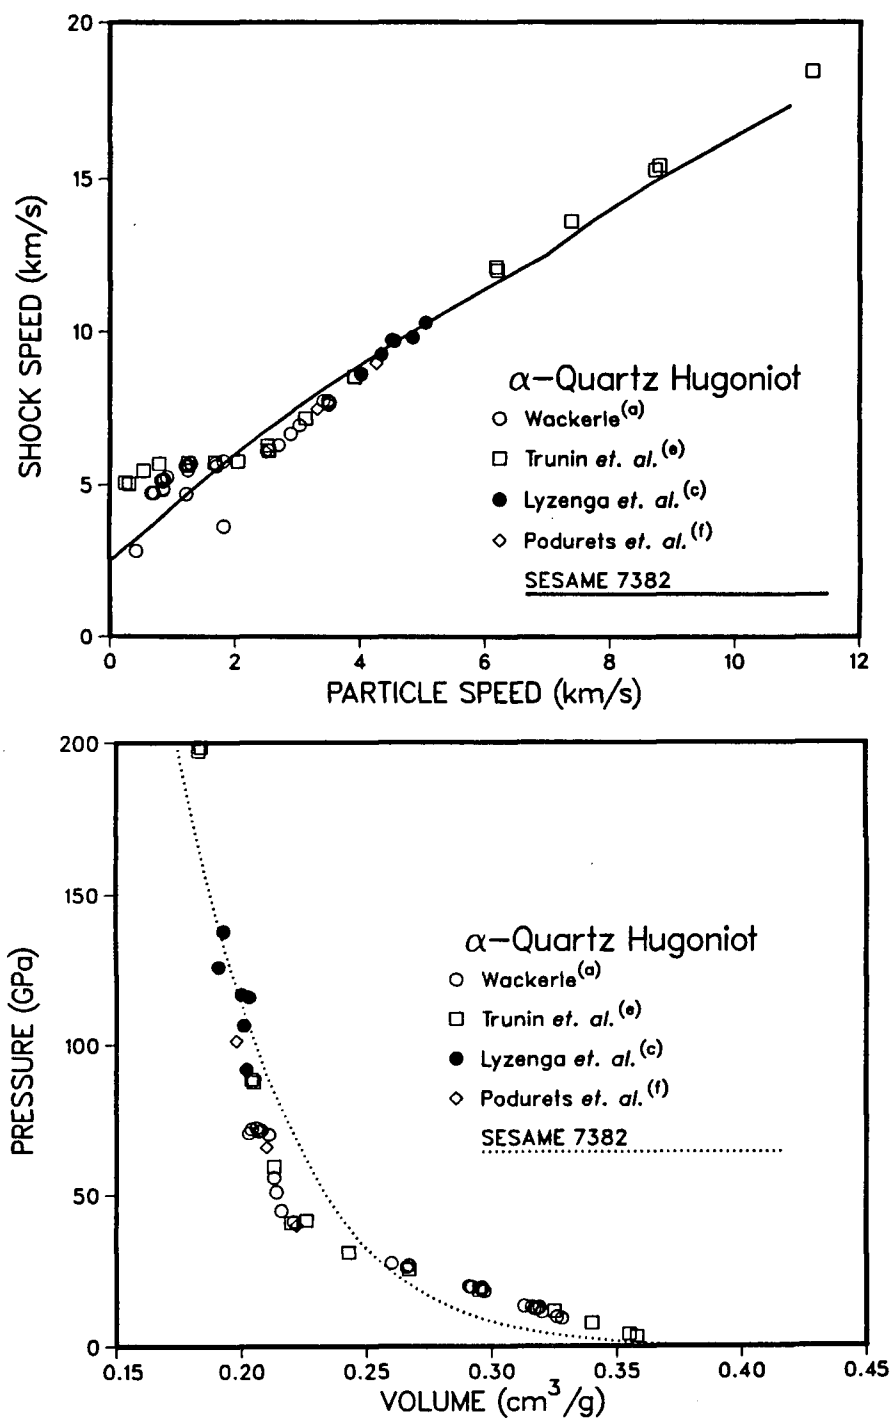 20
15
10
5
0
SHOCK SPEED (km/s)
α-Quartz Hugoniot
Wackerle(a)
Trunin et. al.(e)
Lyzenga et. al.(c)
Podurets et. al.(f)
SESAME 7382
0 2 4 6 8 10 12
PARTICLE SPEED (km/s)
200
150
100
50
0
PRESSURE (GPa)
α-Quartz Hugoniot
Wackerle(a)
Trunin et. al.(e)
Lyzenga et. al.(c)
Podurets et. al.(f)
SESAME 7382
0.15 0.20 0.25 0.30 0.35 0.40 0.45
VOLUME (cm3/g)